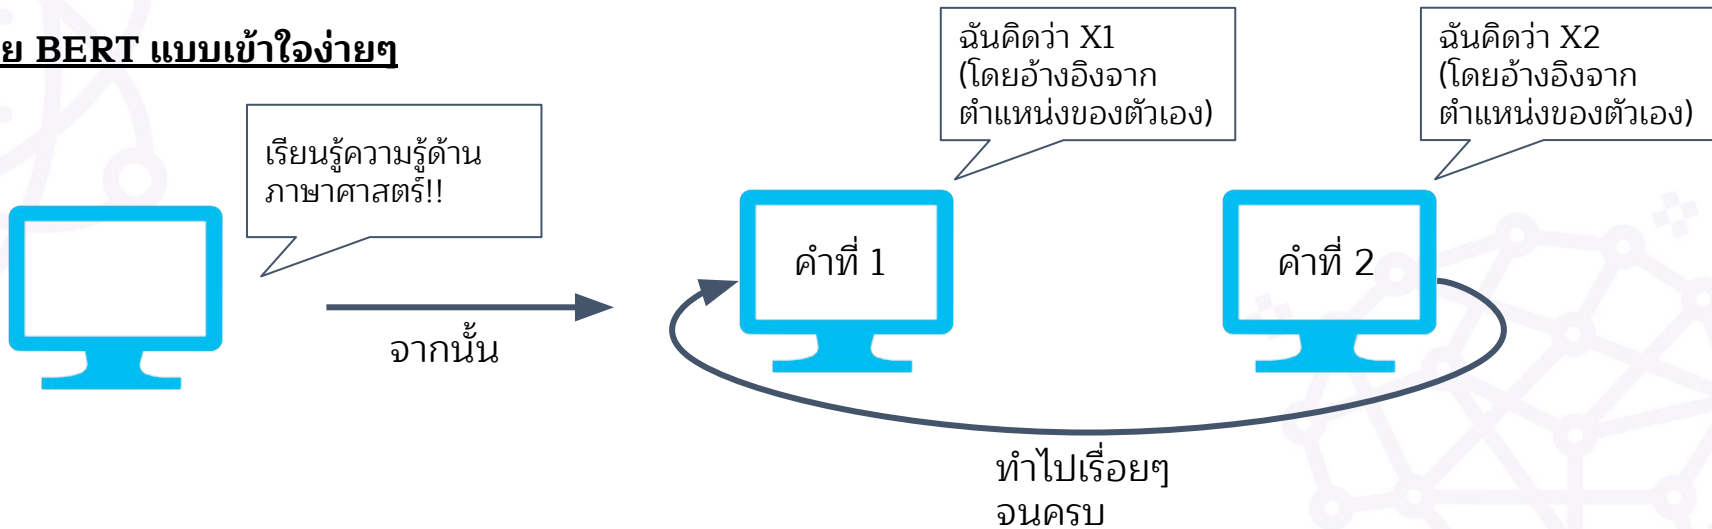 ย BERT แบบเข้าใจง่ายๆ
เรียนรู้ความรู้ด้าน
ภาษาศาสตร์!!
จากนั้น
ฉันคิดว่า X1
(โดยอ้างอิงจาก
ตำแหน่งของตัวเอง)
คำที่ 1
ฉันคิดว่า X2
(โดยอ้างอิงจาก
ตำแหน่งของตัวเอง)
คำที่ 2
ทำไปเรื่อยๆ
จนครบ